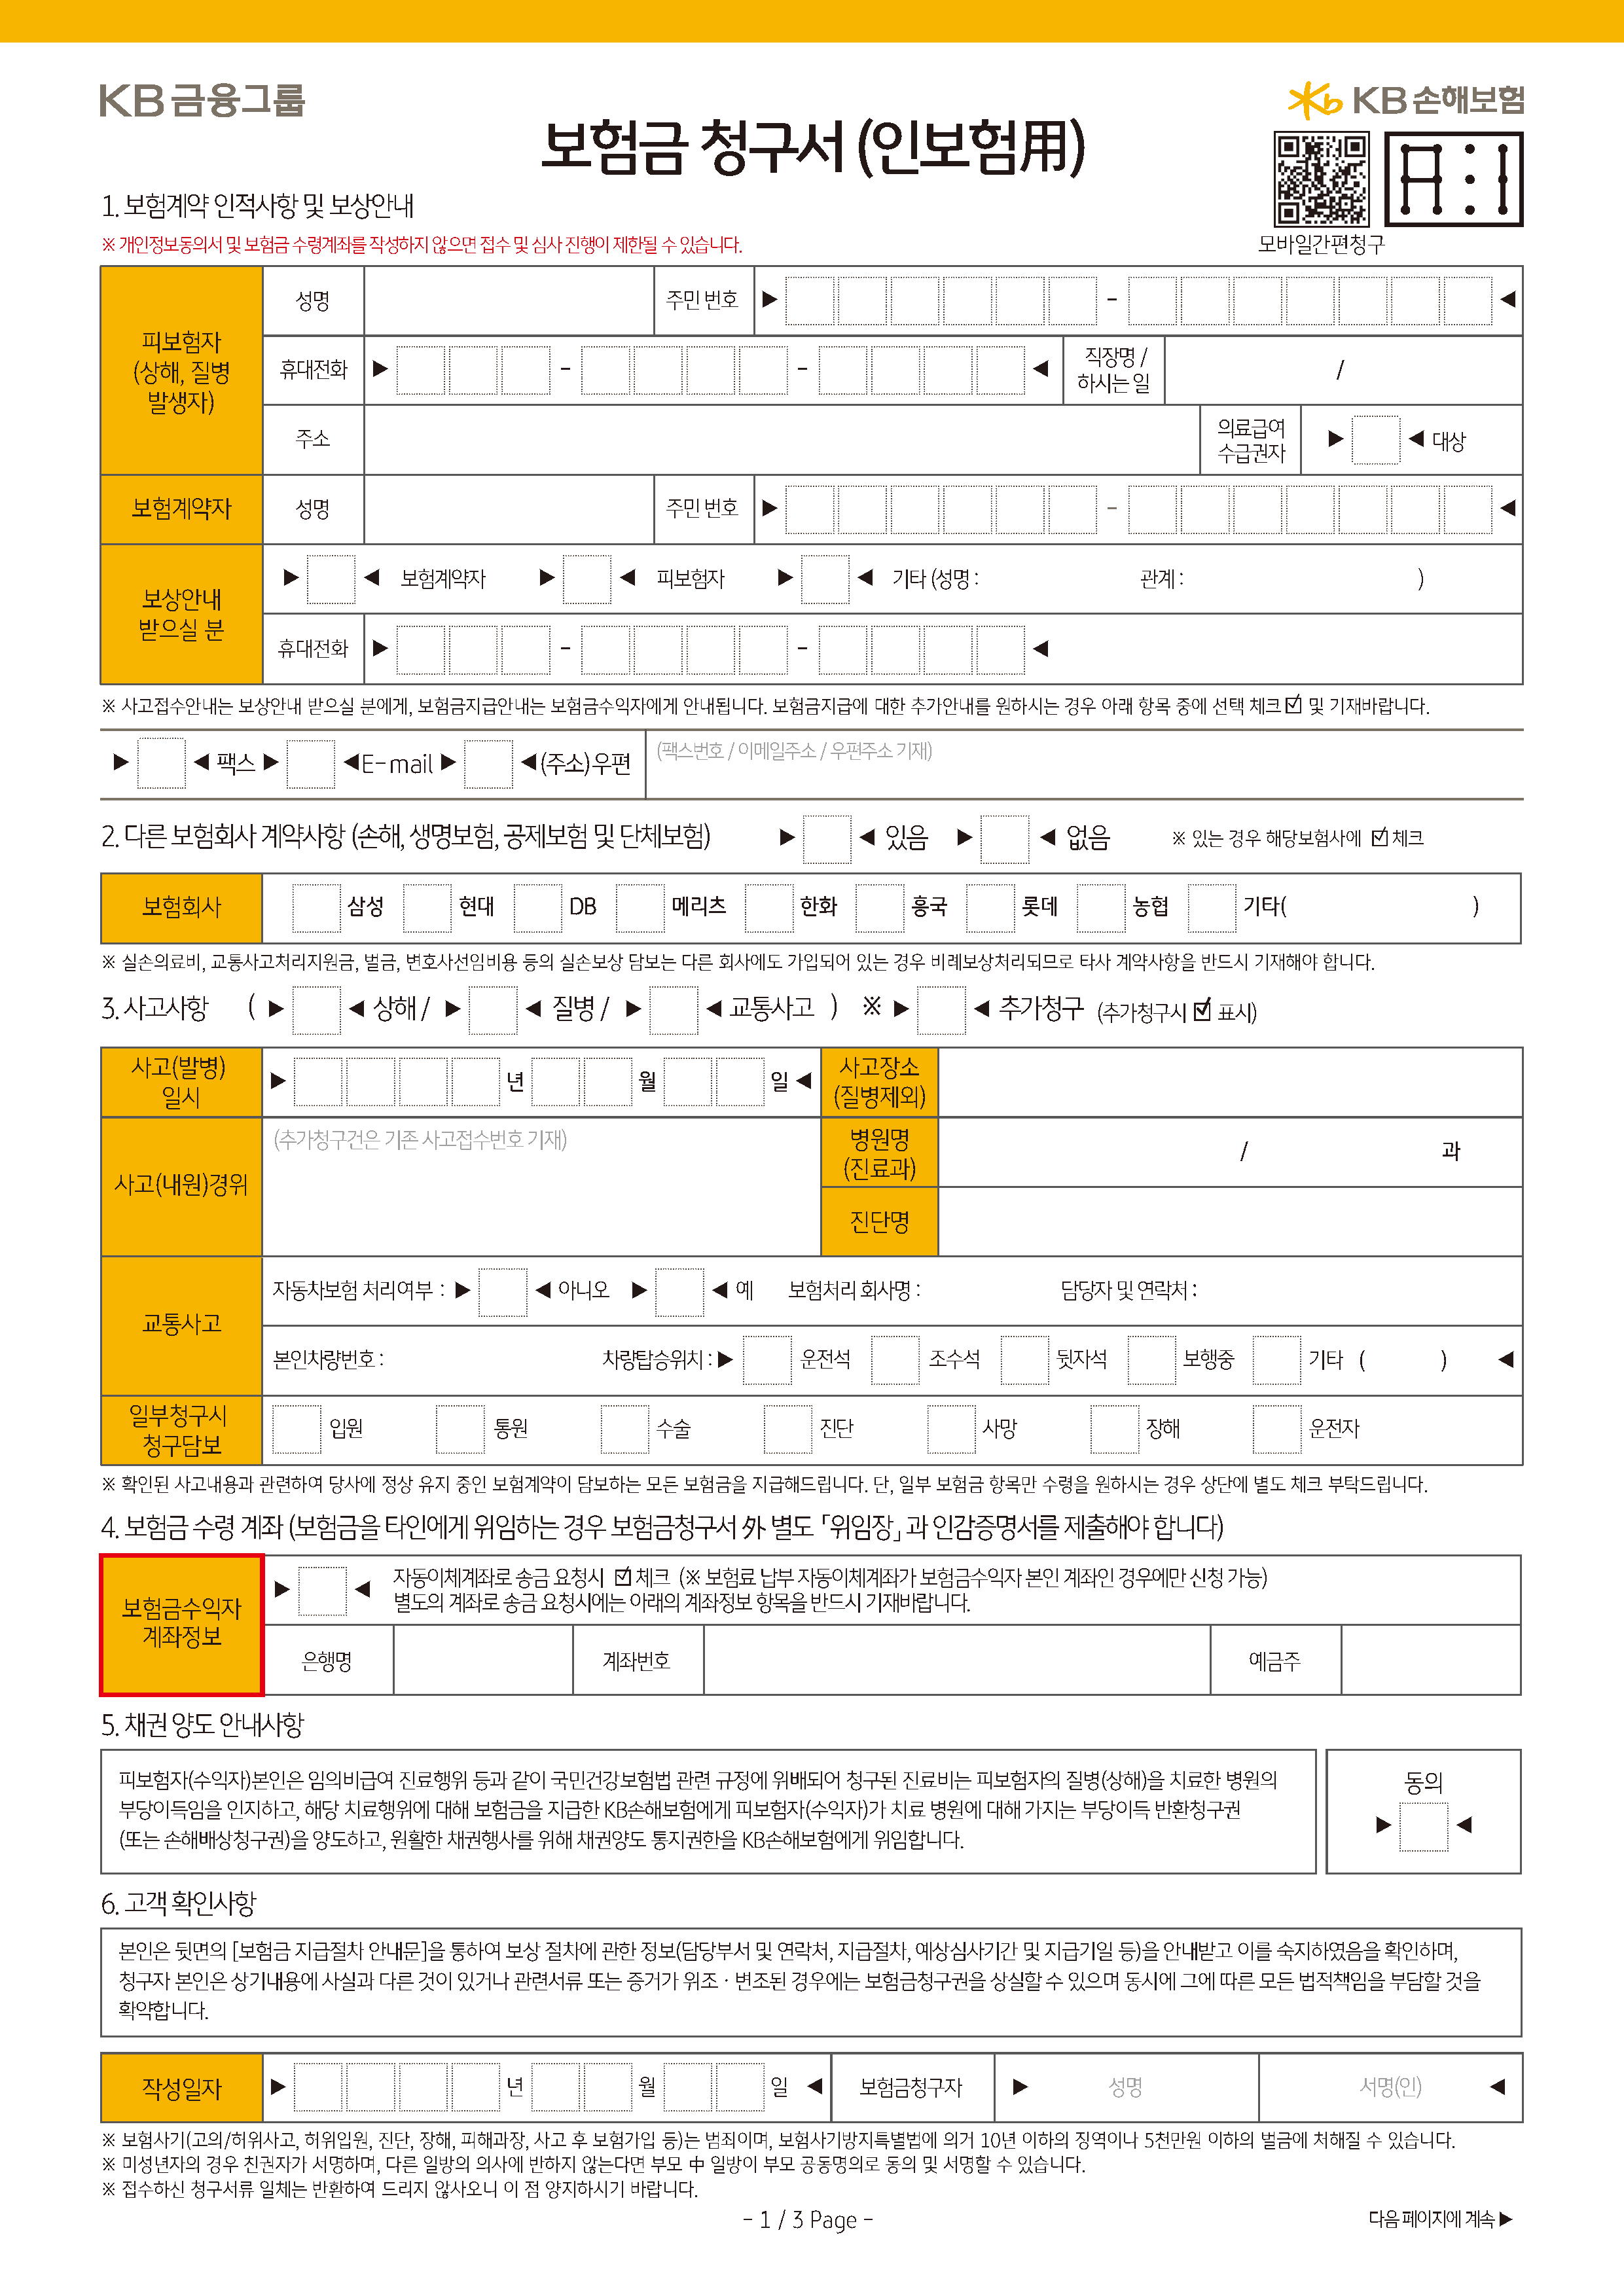 KB 금융그룹
KB 손해보험
보험금 청구서 (인보험用)
모바일간편청구
1. 보험계약 인적사항 및 보상안내
※ 개인정보동의서 및 보험금 수령계좌를 작성하지 않으면 접수 및 심사 진행이 제한될 수 있습니다.
피보험자
(상해, 질병
발생자)
성명
주민 번호 ▶ - ◀
휴대전화 ▶ - - ◀
직장명 /
하시는 일
/
주소
의료급여
수급권자
▶ ◀ 대상
보험계약자
성명
주민 번호 ▶ - ◀
보상안내
받으실 분
▶ ◀ 보험계약자 ▶ ◀ 피보험자 ▶ ◀ 기타 (성명 : 관계 : )
휴대전화 ▶ - - ◀
※ 사고접수안내는 보상안내 받으실 분에게, 보험금지급안내는 보험금수익자에게 안내됩니다. 보험금지급에 대한 추가안내를 원하시는 경우 아래 항목 중에 선택 체크 ☑ 및 기재바랍니다.
▶ ◀ 팩스 ▶ ◀E-mail ▶ ◀(주소)우편
(팩스번호 / 이메일주소 / 우편주소 기재)
2. 다른 보험회사 계약사항 (손해, 생명보험, 공제보험 및 단체보험) ▶ ◀ 있음 ▶ ◀ 없음 ※ 있는 경우 해당보험사에 ☑ 체크
보험회사
삼성 현대 DB 메리츠 한화 흥국 롯데 농협 기타( )
※ 실손의료비, 교통사고처리지원금, 벌금, 변호사선임비용 등의 실손보상 담보는 다른 회사에도 가입되어 있는 경우 비례보상처리되므로 타사 계약사항을 반드시 기재해야 합니다.
3. 사고사항 ( ▶ ◀ 상해 / ▶ ◀ 질병 / ▶ ◀ 교통사고 ) ※ ▶ ◀ 추가청구 (추가청구시 ☑ 표시)
사고(발병)
일시
▶ 년 월 일 ◀
사고장소
(질병제외)
사고(내원)경위
(추가청구건은 기존 사고접수번호 기재)
병원명
(진료과)
/ 과
진단명
교통사고
자동차보험 처리여부 : ▶ ◀ 아니오 ▶ ◀ 예 보험처리 회사명 : 담당자 및 연락처 :
본인차량번호 : 차량탑승위치 : ▶ 운전석 조수석 뒷자석 보행중 기타 ( ) ◀
일부청구시
청구담보
입원 통원 수술 진단 사망 장해 운전자
※ 확인된 사고내용과 관련하여 당사에 정상 유지 중인 보험계약이 담보하는 모든 보험금을 지급해드립니다. 단, 일부 보험금 항목만 수령을 원하시는 경우 상단에 별도 체크 부탁드립니다.
4. 보험금 수령 계좌 (보험금을 타인에게 위임하는 경우 보험금청구서 外 별도 「위임장」과 인감증명서를 제출해야 합니다)
보험금수익자
계좌정보
▶ ◀ 자동이체계좌로 송금 요청시 ☑ 체크 (※ 보험료 납부 자동이체계좌가 보험금수익자 본인 계좌인 경우에만 신청 가능)
별도의 계좌로 송금 요청시에는 아래의 계좌정보 항목을 반드시 기재바랍니다.
은행명 계좌번호 예금주
5. 채권 양도 안내사항
피보험자(수익자)본인은 임의비급여 진료행위 등과 같이 국민건강보험법 관련 규정에 위배되어 청구된 진료비는 피보험자의 질병(상해)을 치료한 병원의
부당이득임을 인지하고, 해당 치료행위에 대해 보험금을 지급한 KB손해보험에게 피보험자(수익자)가 치료 병원에 대해 가지는 부당이득 반환청구권
(또는 손해배상청구권)을 양도하고, 원활한 채권행사를 위해 채권양도 통지권한을 KB손해보험에게 위임합니다.
동의
▶ ◀
6. 고객 확인사항
본인은 뒷면의 [보험금 지급절차 안내문]을 통하여 보상 절차에 관한 정보(담당부서 및 연락처, 지급절차, 예상심사기간 및 지급기일 등)을 안내받고 이를 숙지하였음을 확인하며,
청구자 본인은 상기내용에 사실과 다른 것이 있거나 관련서류 또는 증거가 위조 · 변조된 경우에는 보험금청구권을 상실할 수 있으며 동시에 그에 따른 모든 법적책임을 부담할 것을
확약합니다.
작성일자 ▶ 년 월 일 ◀ 보험금청구자 ▶ 성명 서명(인) ◀
※ 보험사기(고의/허위사고, 허위입원, 진단, 장해, 피해과장, 사고 후 보험가입 등)는 범죄이며, 보험사기방지특별법에 의거 10년 이하의 징역이나 5천만원 이하의 벌금에 처해질 수 있습니다.
※ 미성년자의 경우 친권자가 서명하며, 다른 일방의 의사에 반하지 않는다면 부모 中 일방이 부모 공동명의로 동의 및 서명할 수 있습니다.
※ 접수하신 청구서류 일체는 반환하여 드리지 않사오니 이 점 양지하시기 바랍니다.
- 1 / 3 Page -
다음 페이지에 계속 ▶